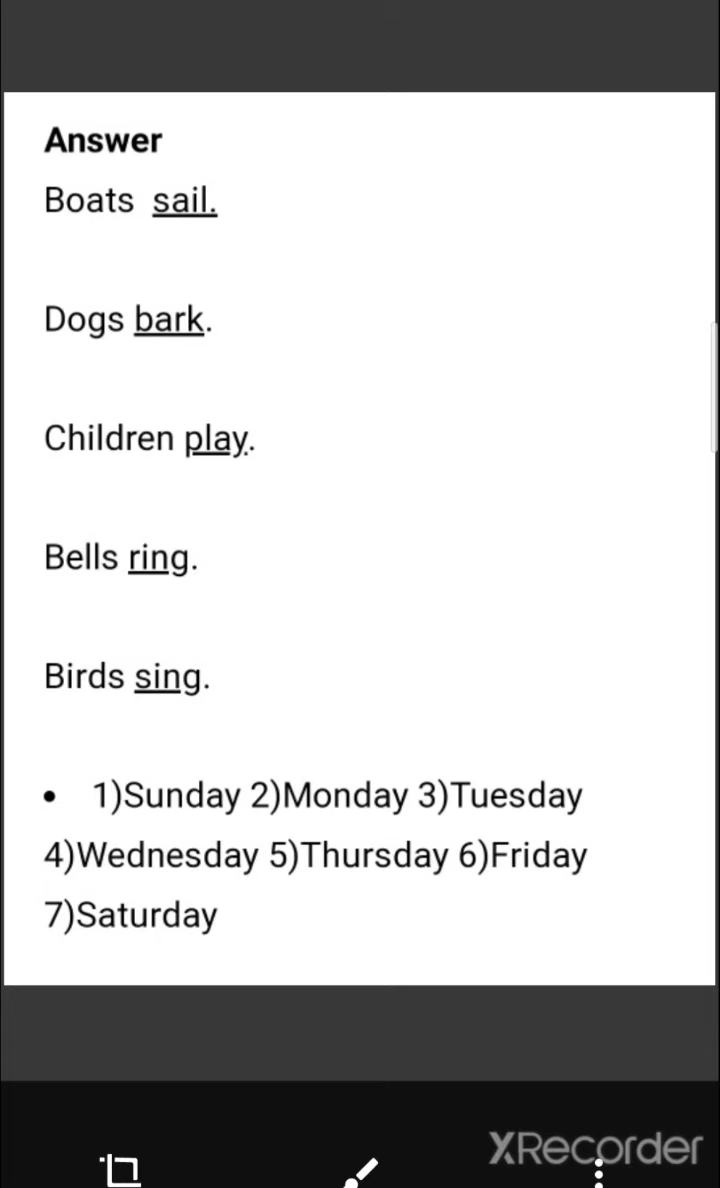 Answer
Boats sail.
Dogs bark.
Children play.
Bells ring.
Birds sing.
• 1)Sunday 2)Monday 3)Tuesday
4)Wednesday 5)Thursday 6)Friday
7)Saturday
XRecorder